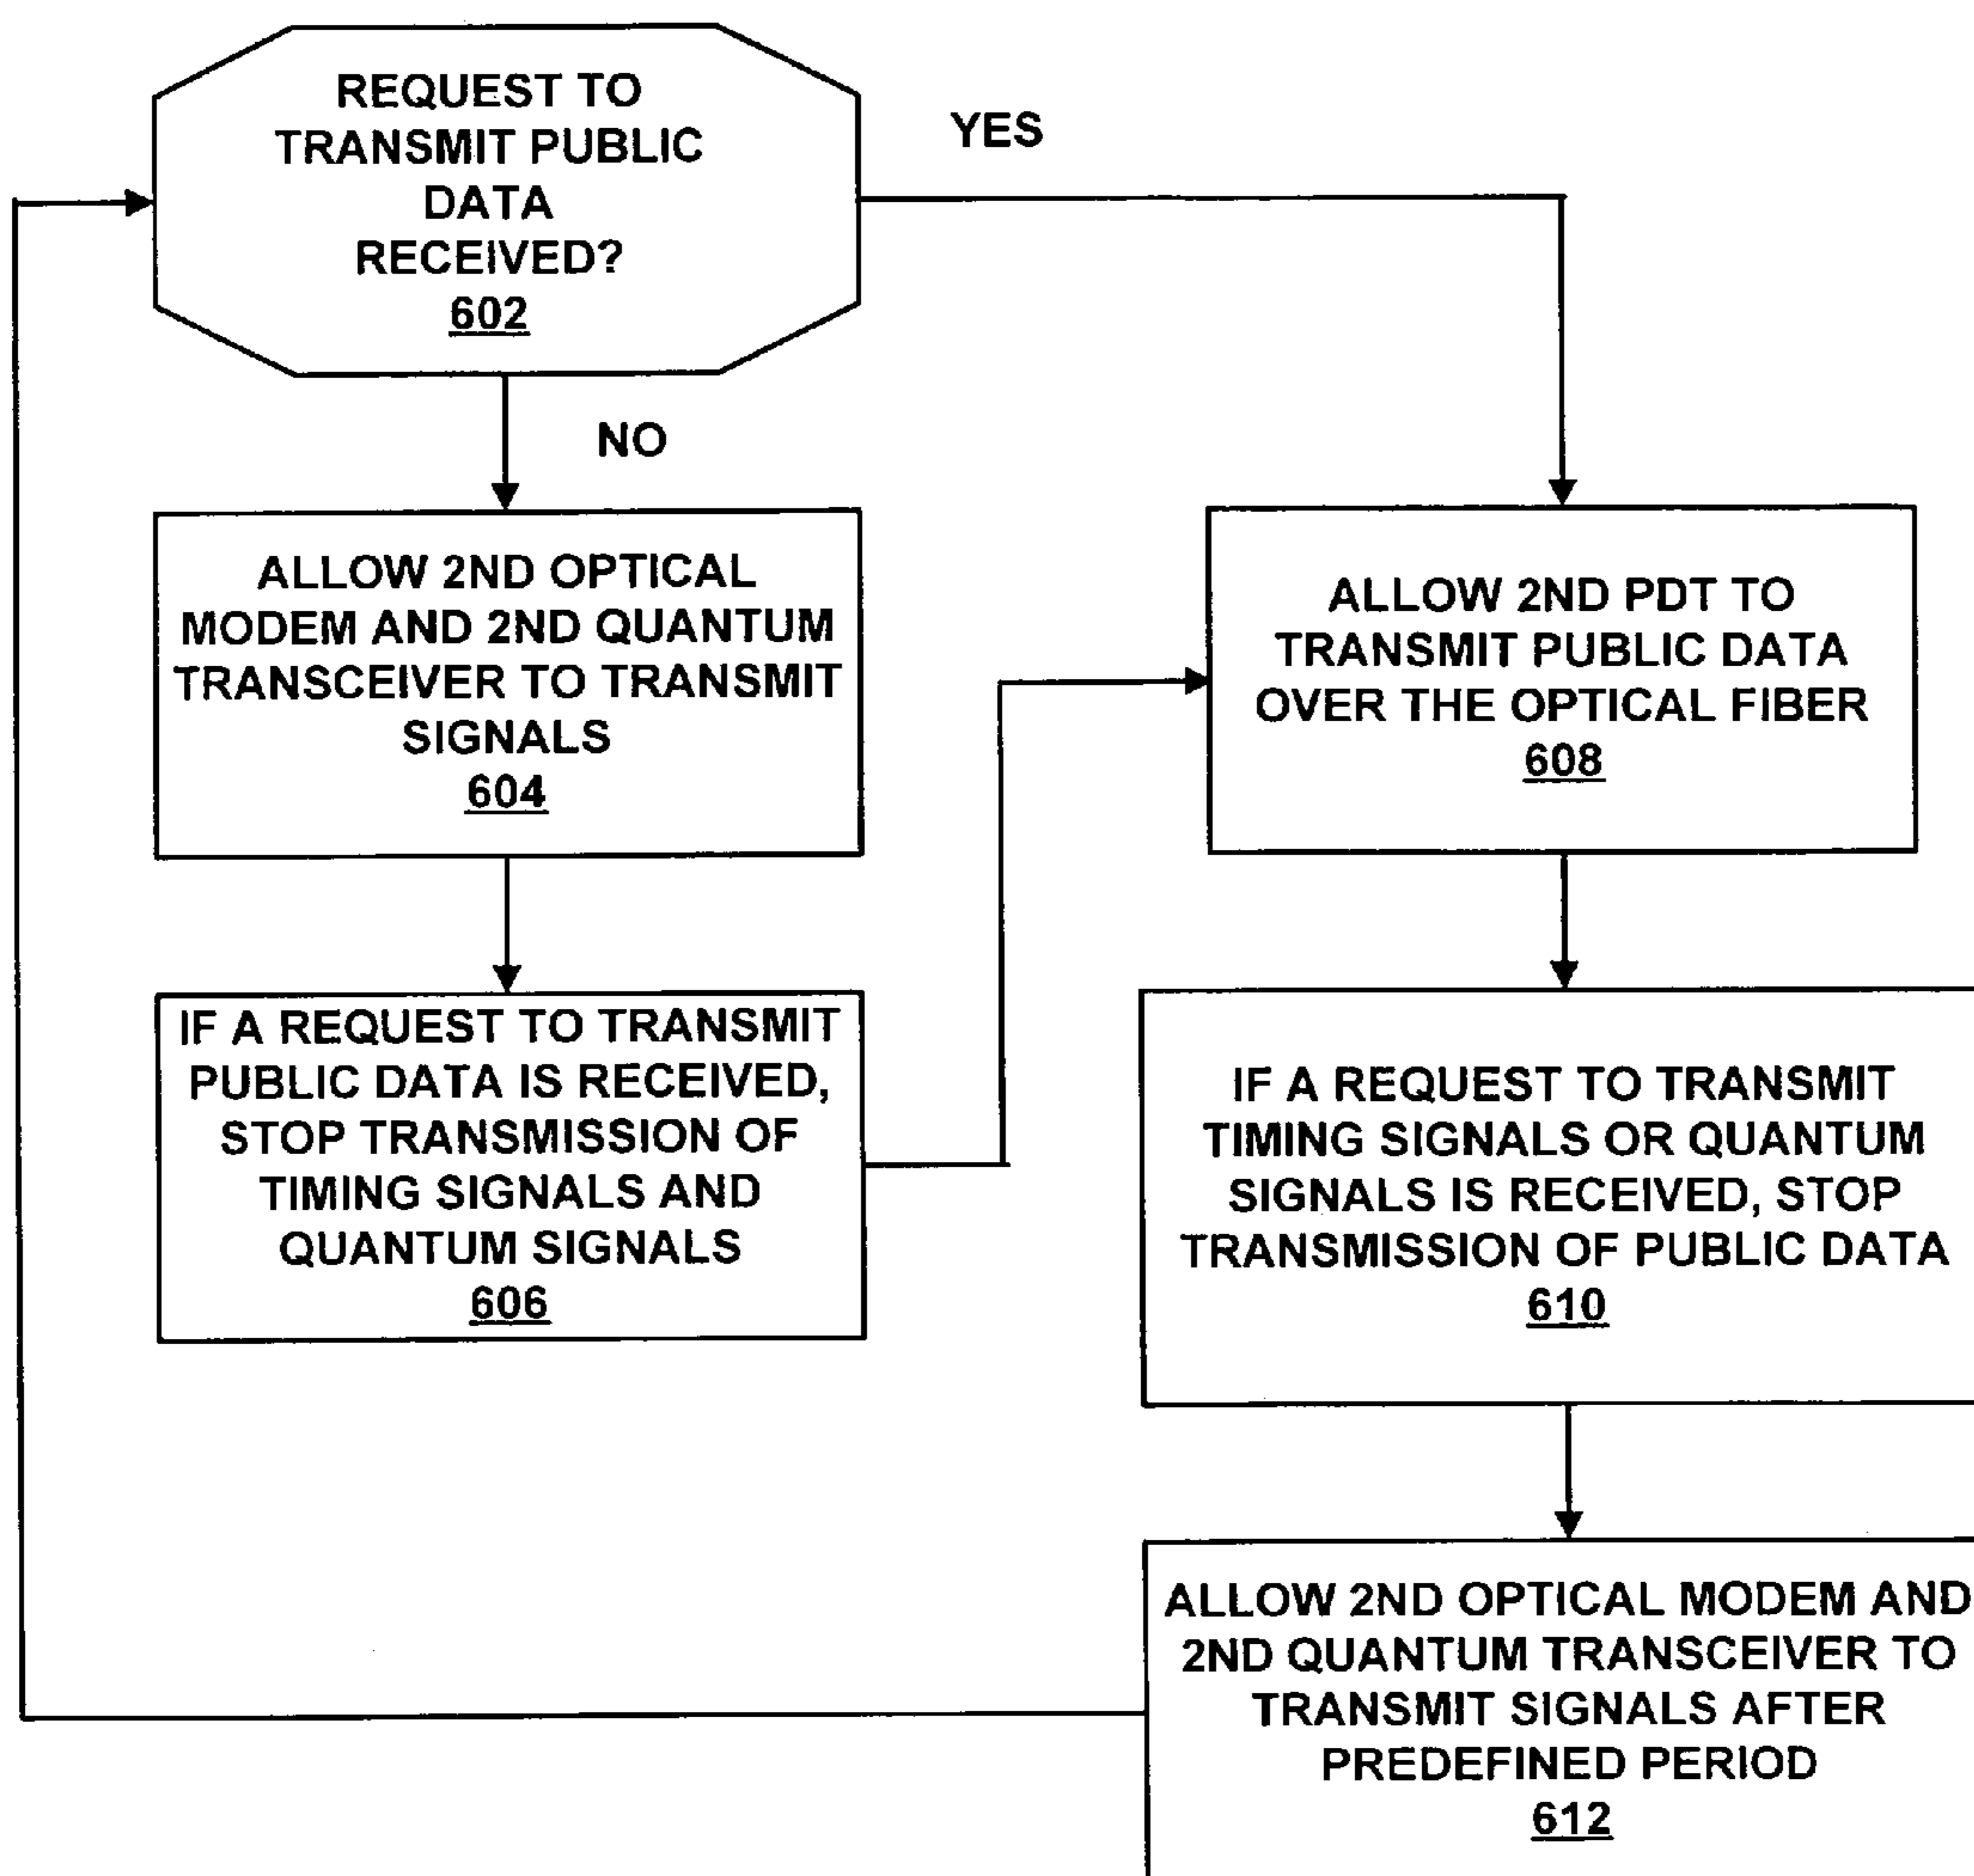 REQUEST TO
TRANSMIT PUBLIC
DATA
RECEIVED?
602
YES
NO
ALLOW 2ND OPTICAL
MODEM AND 2ND QUANTUM
TRANSCEIVER TO TRANSMIT
SIGNALS
604
IF A REQUEST TO TRANSMIT
PUBLIC DATA IS RECEIVED,
STOP TRANSMISSION OF
TIMING SIGNALS AND
QUANTUM SIGNALS
606
ALLOW 2ND PDT TO
TRANSMIT PUBLIC DATA
OVER THE OPTICAL FIBER
608
IF A REQUEST TO TRANSMIT
TIMING SIGNALS OR QUANTUM
SIGNALS IS RECEIVED, STOP
TRANSMISSION OF PUBLIC DATA
610
ALLOW 2ND OPTICAL MODEM AND
2ND QUANTUM TRANSCEIVER TO
TRANSMIT SIGNALS AFTER
PREDEFINED PERIOD
612